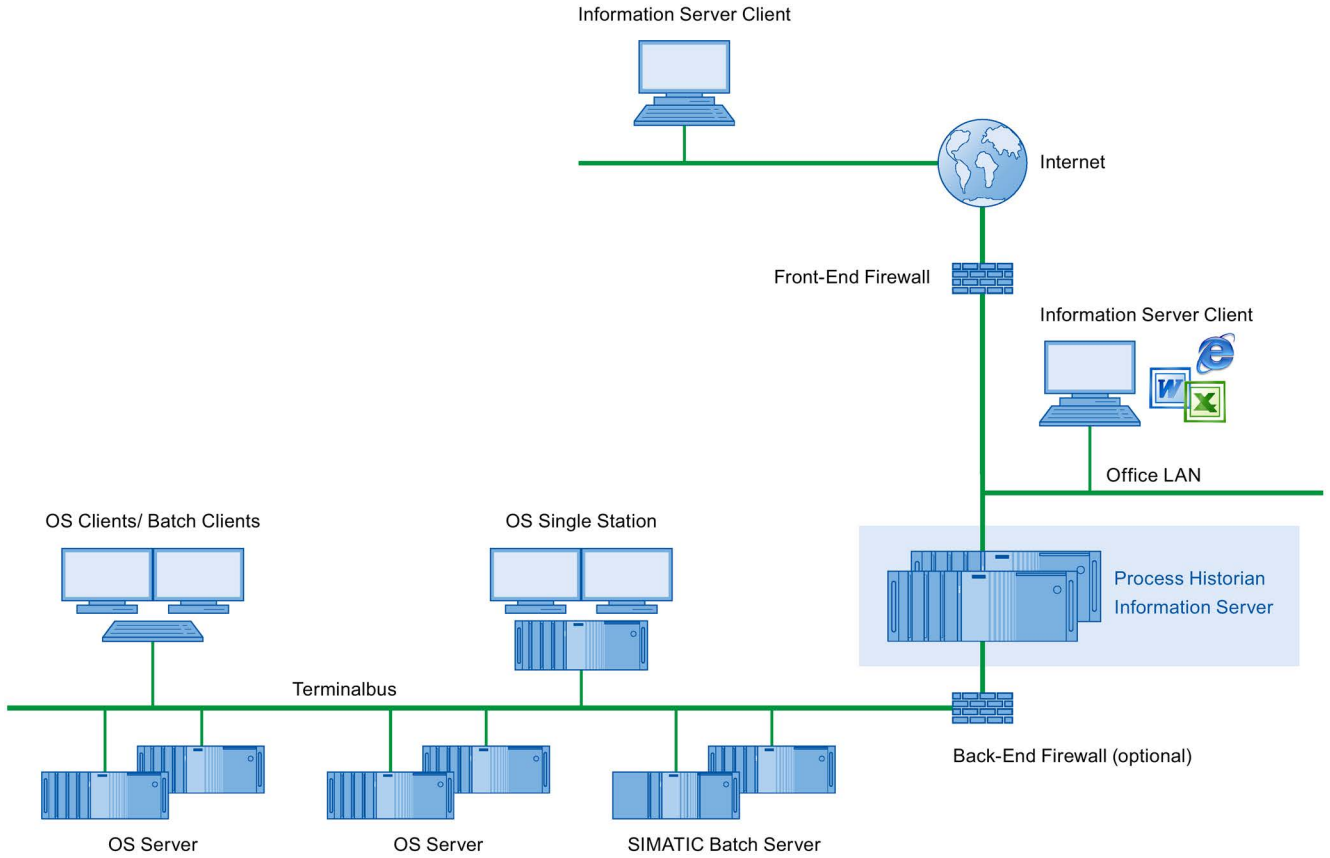 Information Server Client
Internet
Front-End Firewall
Information Server Client
W
X
Office LAN
OS Clients/ Batch Clients
OS Single Station
Process Historian
Information Server
Terminalbus
Back-End Firewall (optional)
OS Server
OS Server
SIMATIC Batch Server